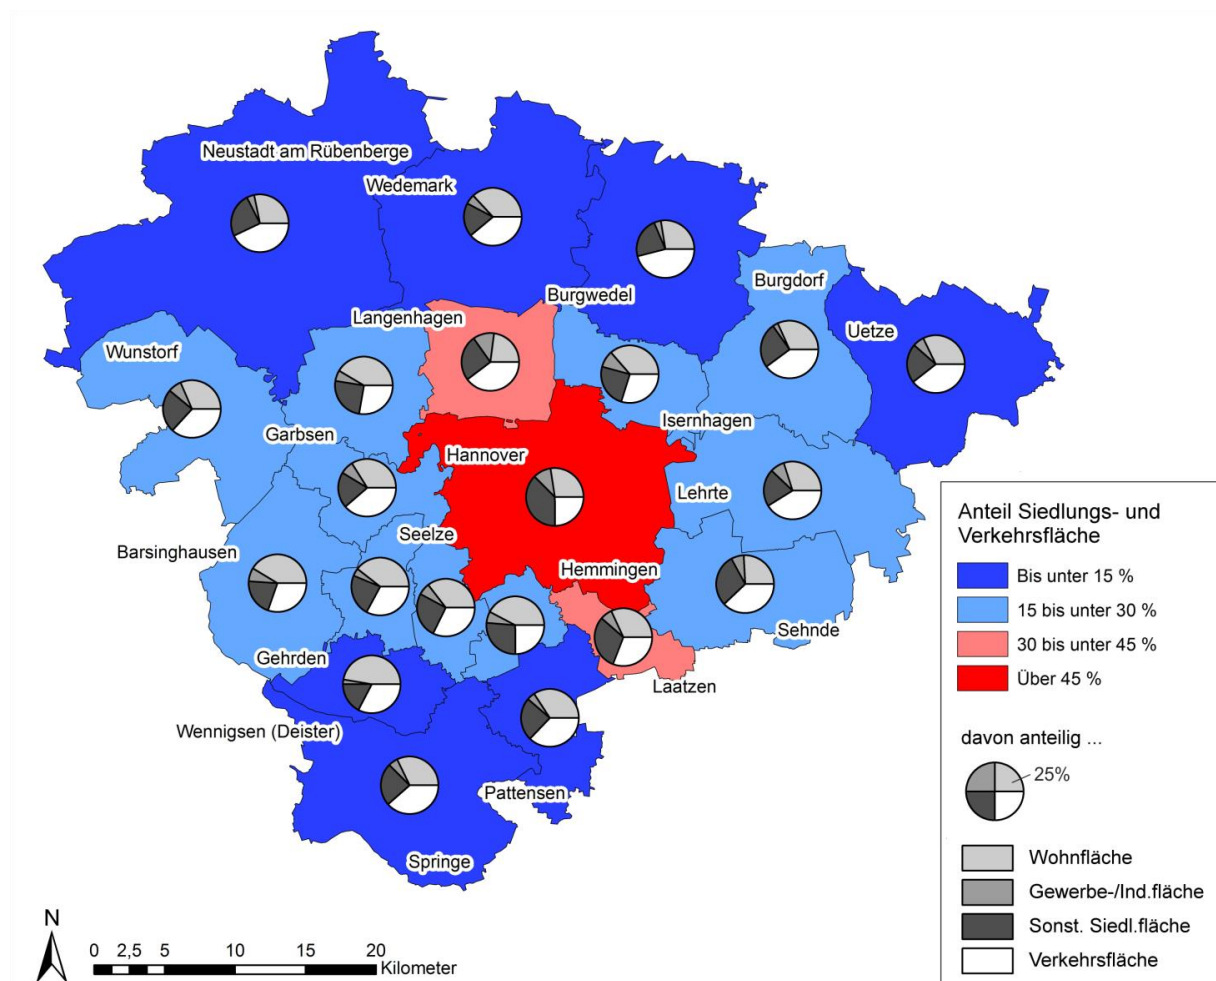 Neustadt am Rübenberge
Wedemark
Burgwedel
Burgdorf
Uetze
Langenhagen
Wunstorf
Garbsen
Isernhagen
Hannover
Lehrte
Seelze
Barsinghausen
Hemmingen
Sehnde
Gehrden
Laatzen
Wennigsen (Deister)
Pattensen
Springe
N
0 2,5 5 10 15 20
Kilometer
Anteil Siedlungs- und
Verkehrsfläche
Bis unter 15 %
15 bis unter 30 %
30 bis unter 45 %
Über 45 %
davon anteilig ...
25%
Wohnfläche
Gewerbe-/Ind.fläche
Sonst. Siedl.fläche
Verkehrsfläche